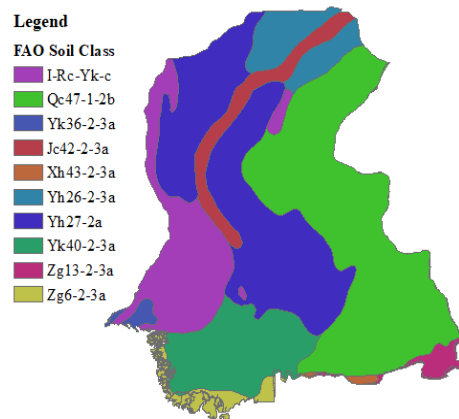 Legend
FAO Soil Class
I-Rc-Yk-c
Qc47-1-2b
Yk36-2-3a
Jc42-2-3a
Xh43-2-3a
Yh26-2-3a
Yh27-2a
Yk40-2-3a
Zg13-2-3a
Zg6-2-3a